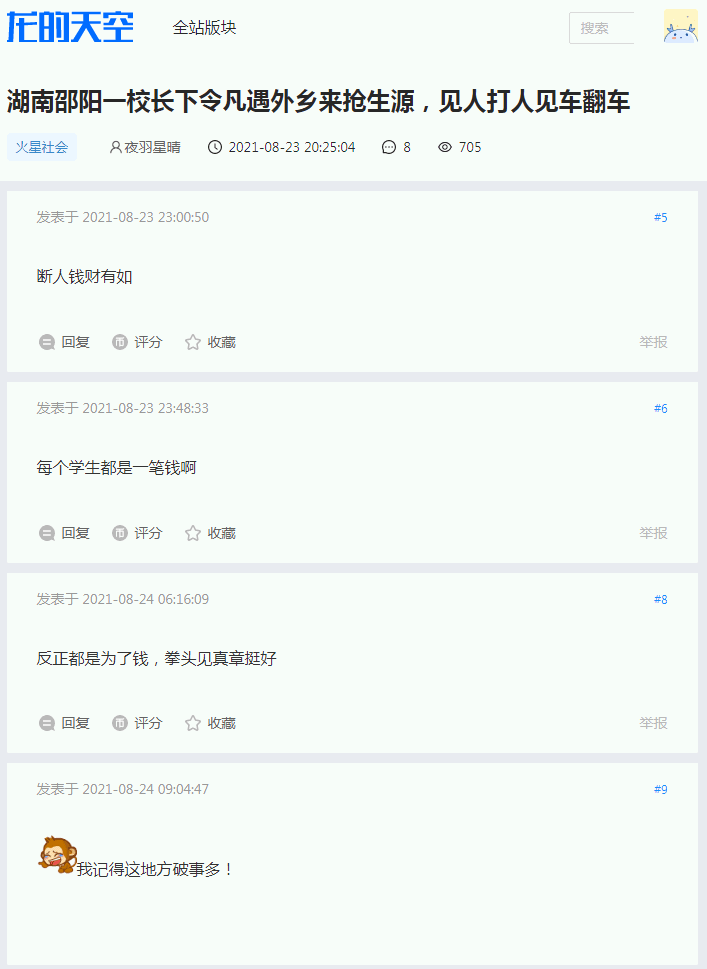 龙的天空
全站版块
搜索
湖南邵阳一校长下令凡遇外乡来抢生源，见人打人见车翻车
火星社会 夜羽星晴 2021-08-23 20:25:04 8 705
发表于 2021-08-23 23:00:50 #5
断人钱财有如
回复 评分 收藏 举报
发表于 2021-08-23 23:48:33 #6
每个学生都是一笔钱啊
回复 评分 收藏 举报
发表于 2021-08-24 06:16:09 #8
反正都是为了钱，拳头见真章挺好
回复 评分 收藏 举报
发表于 2021-08-24 09:04:47 #9
我记得这地方破事多！